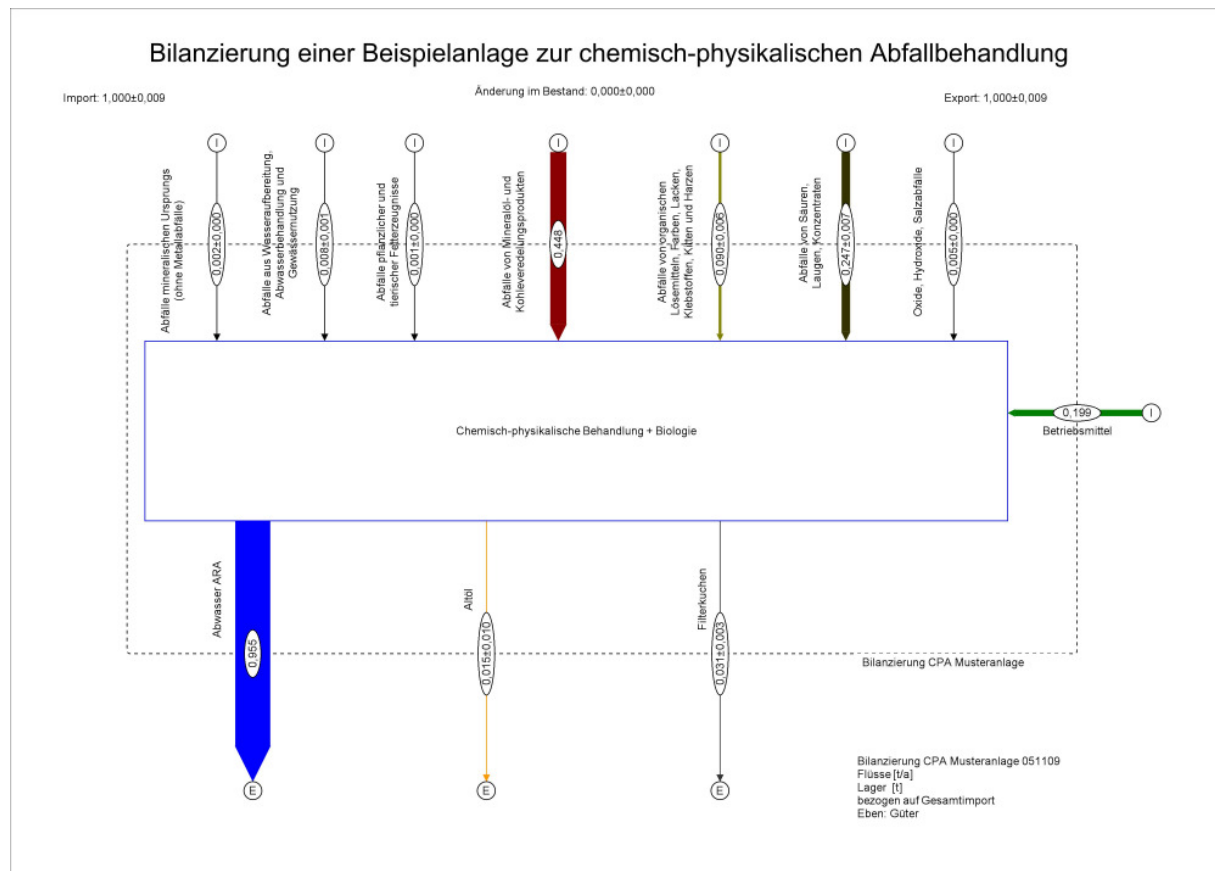 Bilanzierung einer Beispielanlage zur chemisch-physikalischen Abfallbehandlung
Import: 1,000±0,009
Änderung im Bestand: 0,000±0,000
Export: 1,000±0,009
I
I
I
I
I
I
I
Abfälle mineralischen Ursprungs
(ohne Metallabfälle)
0,002±0,000
Abfälle aus Wasseraufbereitung,
Abwasserbehandlung und
Gewässernutzung
0,008±0,001
Abfälle pflanzlicher und
tierischer Fetterzeugnisse
0,001±0,000
Abfälle von Mineralöl- und
Kohleveredelungsprodukten
0,448
Abfälle von organischen
Lösemitteln, Farben, Lacken,
Klebstoffen, Kitten und Harzen
0,090±0,006
Abfälle von Säuren,
Laugen, Konzentraten
0,247±0,007
Oxide, Hydroxide, Salzabfälle
0,005±0,000
0,199
I
Betriebsmittel
Chemisch-physikalische Behandlung + Biologie
Abwasser ARA
0,955
Altöl
0,015±0,010
Filterkuchen
0,031±0,003
Bilanzierung CPA Musteranlage
E
E
E
Bilanzierung CPA Musteranlage 051109
Flüsse [t/a]
Lager [t]
bezogen auf Gesamtimport
Eben: Güter